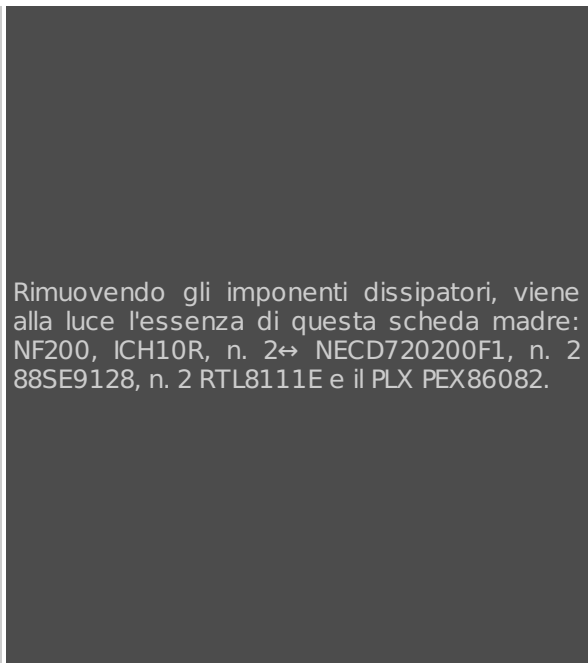 Rimuovendo gli imponenti dissipatori, viene
alla luce l'essenza di questa scheda madre:
NF200, ICH10R, n. 2↔ NECD720200F1, n. 2
88SE9128, n. 2 RTL8111E e il PLX PEX86082.